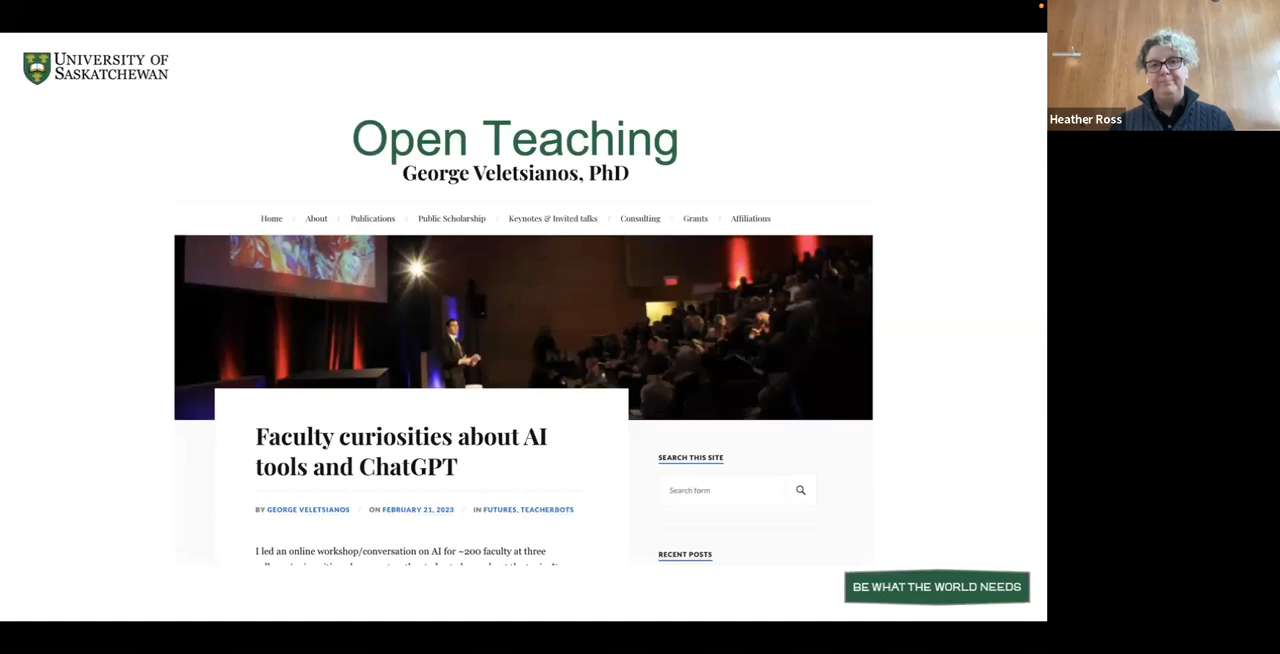 UNIVERSITY OF
SASKATCHEWAN
Open Teaching
George Veletsianos, PhD
Home / About / Publications / Public Scholarship / Keynotes & Invited talks / Consulting / Grants / Affiliations
Faculty curiosities about AI
tools and ChatGPT
BY GEORGE VELETSIANOS / ON FEBRUARY 21, 2023 / IN FUTURES, TEACHERBOTS
I led an online workshop/conversation on AI for ~200 faculty at three
SEARCH THIS SITE
Search form
RECENT POSTS
BE WHAT THE WORLD NEEDS
Heather Ross